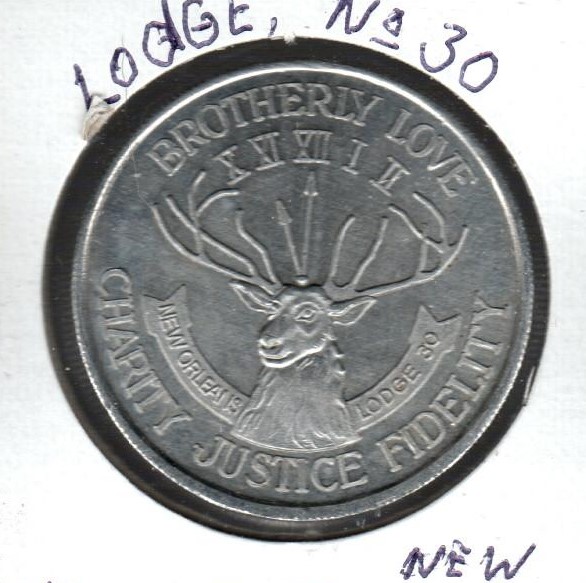 LODGE, No 30
BROTHERLY LOVE
X XI XII I II
NEW ORLEANS
LODGE 30
CHARITY JUSTICE FIDELITY
NEW